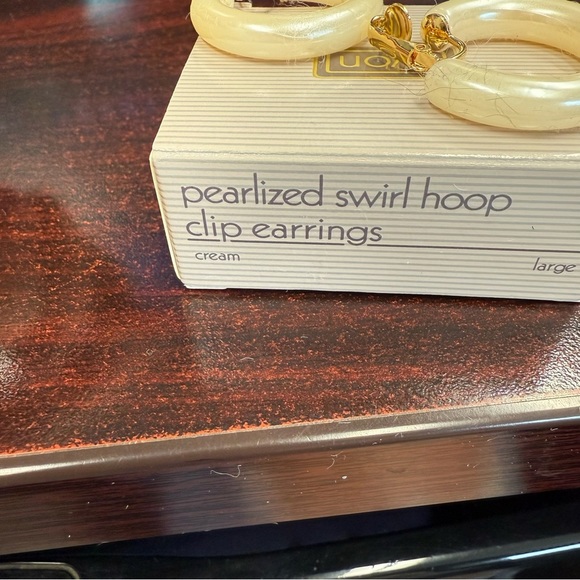 pearlized swirl hoop
clip earrings
cream
large